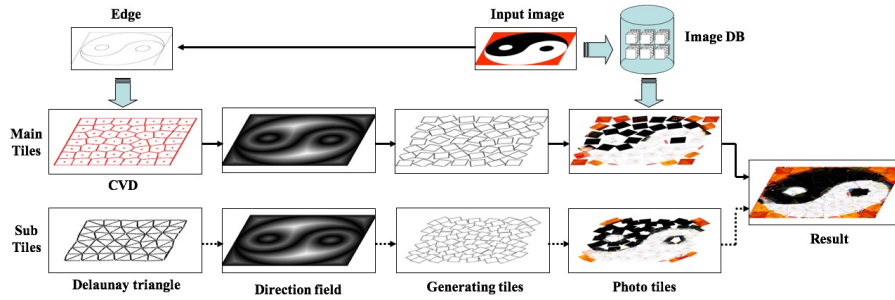 Edge
Input image
Image DB
Main
Tiles
CVD
Sub
Tiles
Result
Delaunay triangle
Direction field
Generating tiles
Photo tiles